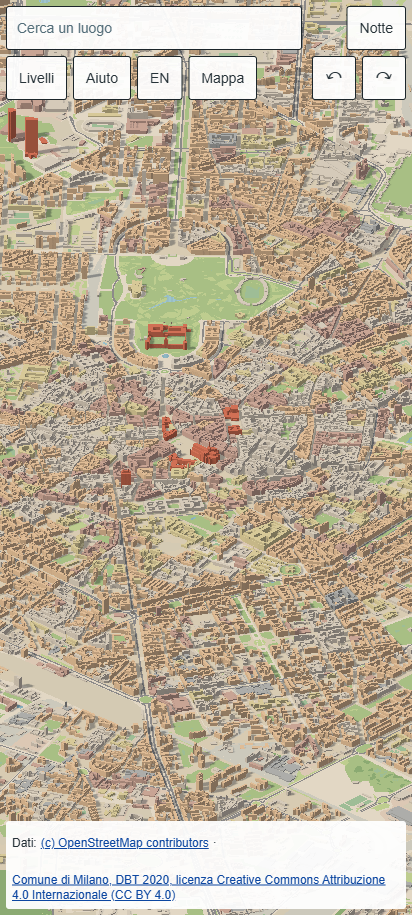 Cerca un luogo
Notte
Livelli
Aiuto
EN
Mappa
Dati: (c) OpenStreetMap contributors ·
Comune di Milano, DBT 2020, licenza Creative Commons Attribuzione
4.0 Internazionale (CC BY 4.0)